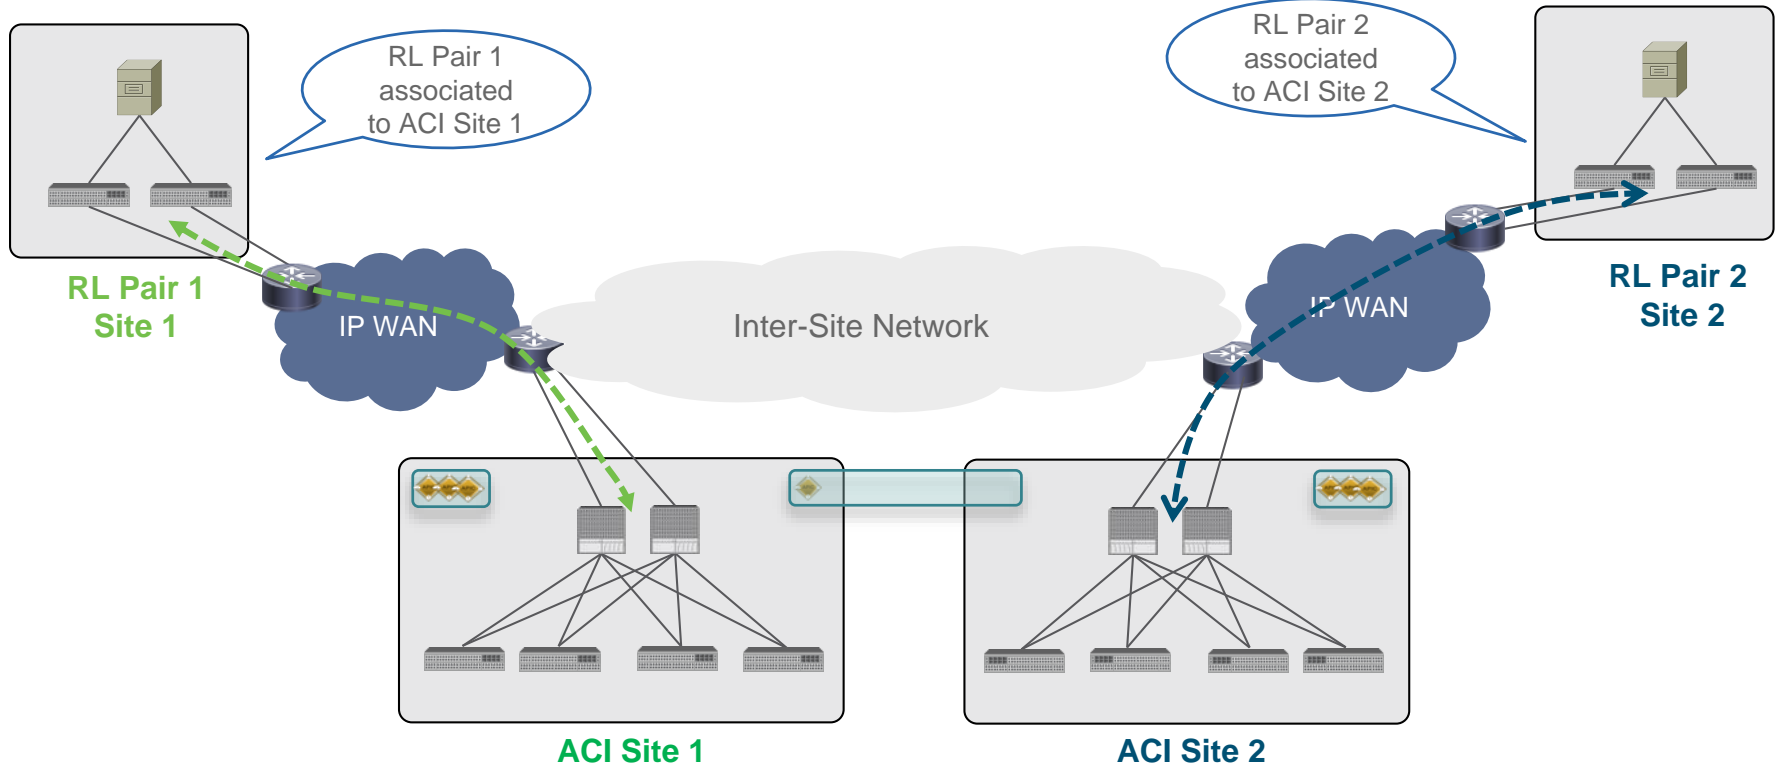 RL Pair 1
associated
to ACI Site 1
RL Pair 2
associated
to ACI Site 2
RL Pair 1
Site 1
IP WAN
Inter-Site Network
IP WAN
RL Pair 2
Site 2
ACI Site 1
ACI Site 2